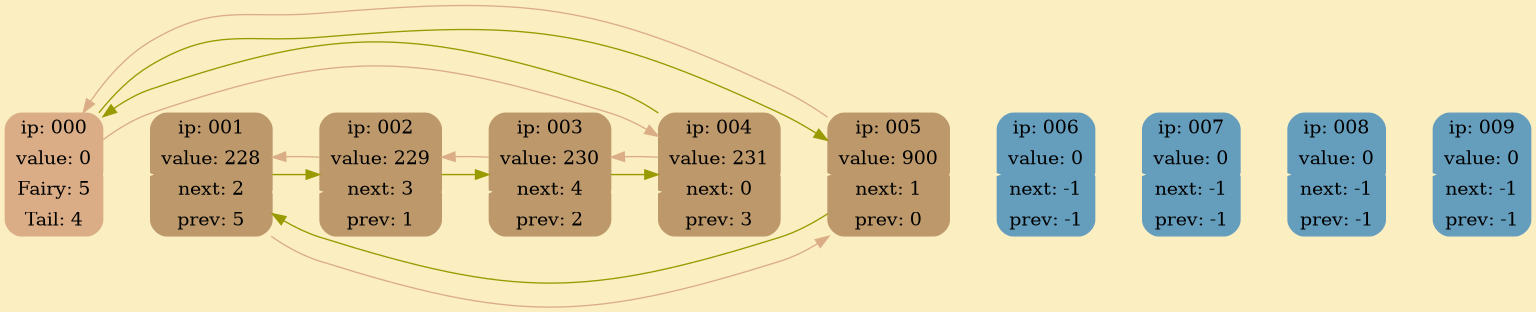 ip: 000
value: 0
Fairy: 5
Tail: 4
ip: 001
value: 228
next: 2
prev: 5
ip: 002
value: 229
next: 3
prev: 1
ip: 003
value: 230
next: 4
prev: 2
ip: 004
value: 231
next: 0
prev: 3
ip: 005
value: 900
next: 1
prev: 0
ip: 006
value: 0
next: -1
prev: -1
ip: 007
value: 0
next: -1
prev: -1
ip: 008
value: 0
next: -1
prev: -1
ip: 009
value: 0
next: -1
prev: -1